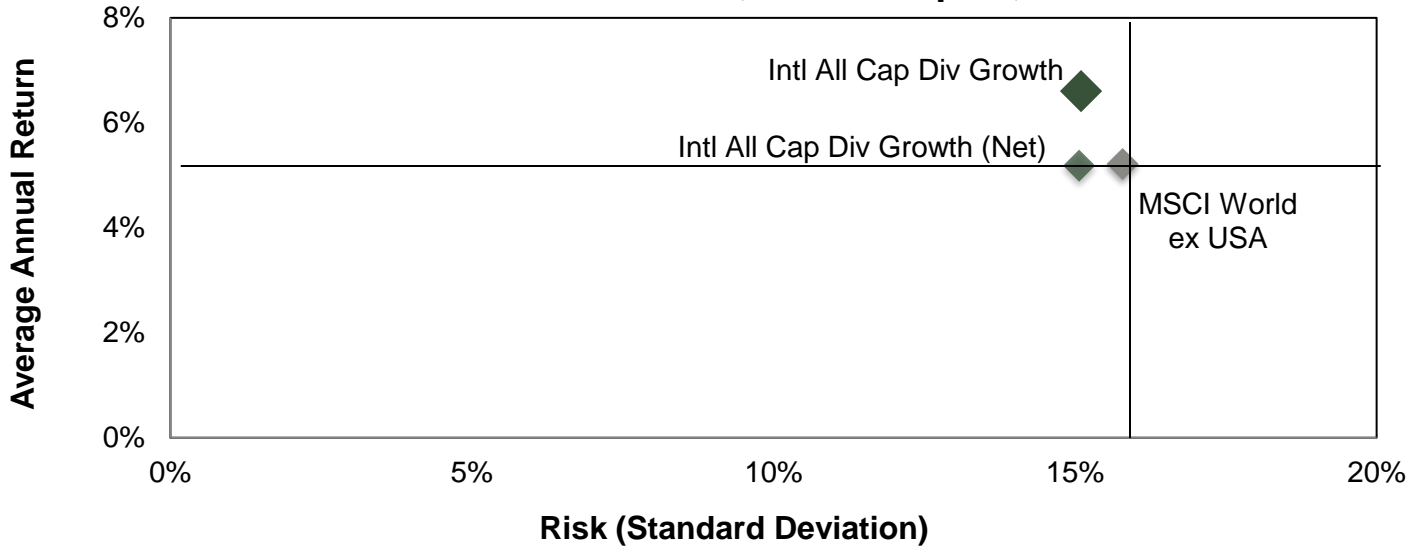 8%
6%
4%
2%
0%
Average Annual Return
Intl All Cap Div Growth
Intl All Cap Div Growth (Net)
MSCI World
ex USA
0%
5%
10%
15%
20%
Risk (Standard Deviation)